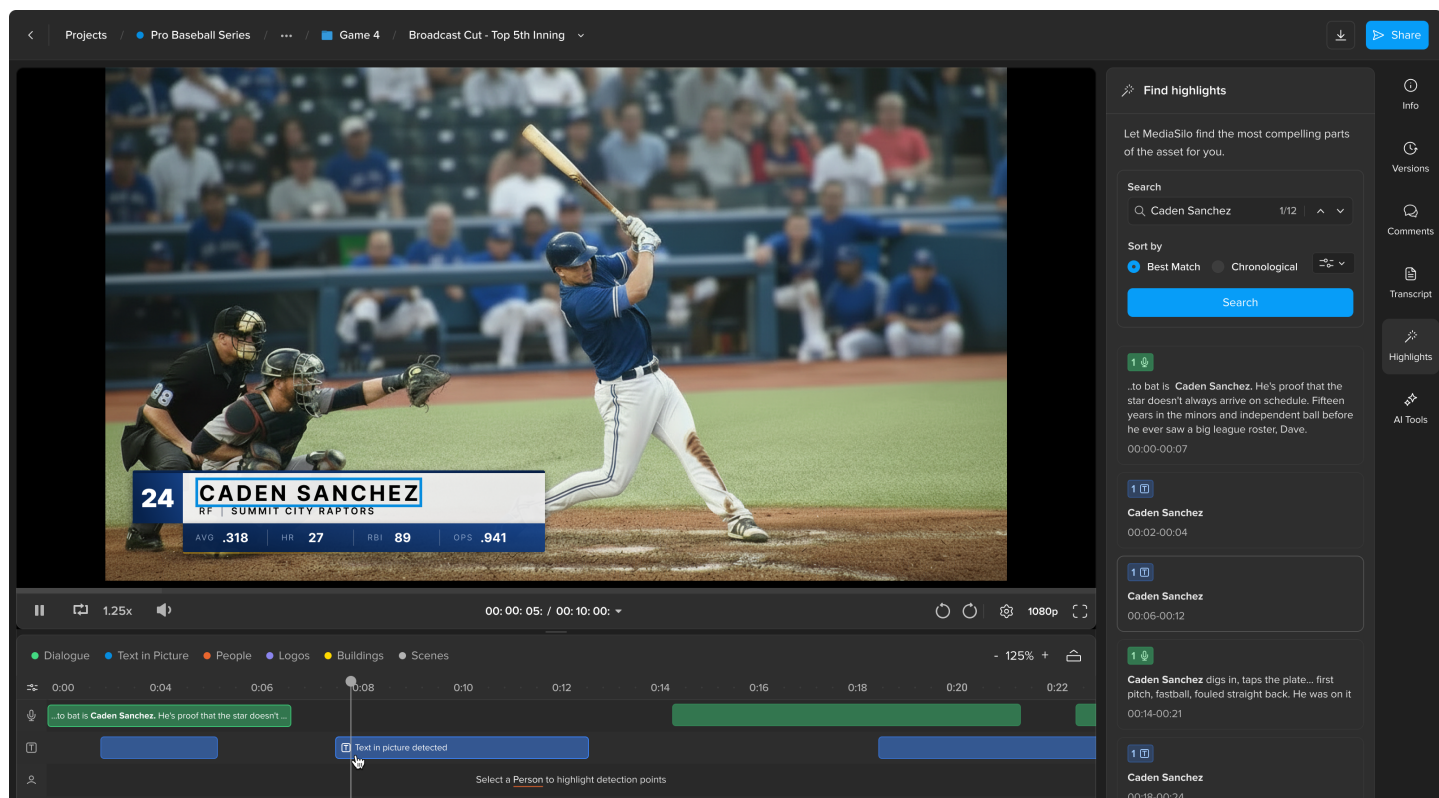 Projects / Pro Baseball Series / ... / Game 4 / Broadcast Cut - Top 5th Inning
Share
24
CADEN SANCHEZ
RF | SUMMIT CITY RAPTORS
AVG .318 HR 27 RBI 89 OPS .941
98
1.25x
00: 00: 05: / 00: 10: 00:
1080p
Dialogue Text in Picture People Logos Buildings Scenes
- 125% +
0:00 0:04 0:06 0:08 0:10 0:12 0:14 0:16 0:18 0:20 0:22
...to bat is Caden Sanchez. He's proof that the star doesn't ...
T Text in picture detected
T
Select a Person to highlight detection points
Find highlights
Let MediaSilo find the most compelling parts
of the asset for you.
Search
Caden Sanchez 1/12
Sort by
Best Match Chronological
Search
1
..to bat is Caden Sanchez. He's proof that the
star doesn't always arrive on schedule. Fifteen
years in the minors and independent ball before
he ever saw a big league roster, Dave.
00:00-00:07
1 T
Caden Sanchez
00:02-00:04
1 T
Caden Sanchez
00:06-00:12
1
Caden Sanchez digs in, taps the plate... first
pitch, fastball, fouled straight back. He was on it
00:14-00:21
1 T
Caden Sanchez
00:18-00:24
Info
Versions
Comments
Transcript
Highlights
AI Tools